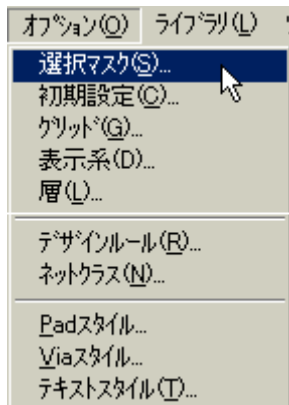 オプション(O) ライブラリ(L)
選択マスク(S)...
初期設定(C)...
グリッド(G)...
表示系(D)...
層(L)...
デザインルール(R)...
ネットクラス(N)...
Padスタイル...
Viaスタイル...
テキストスタイル(T)...